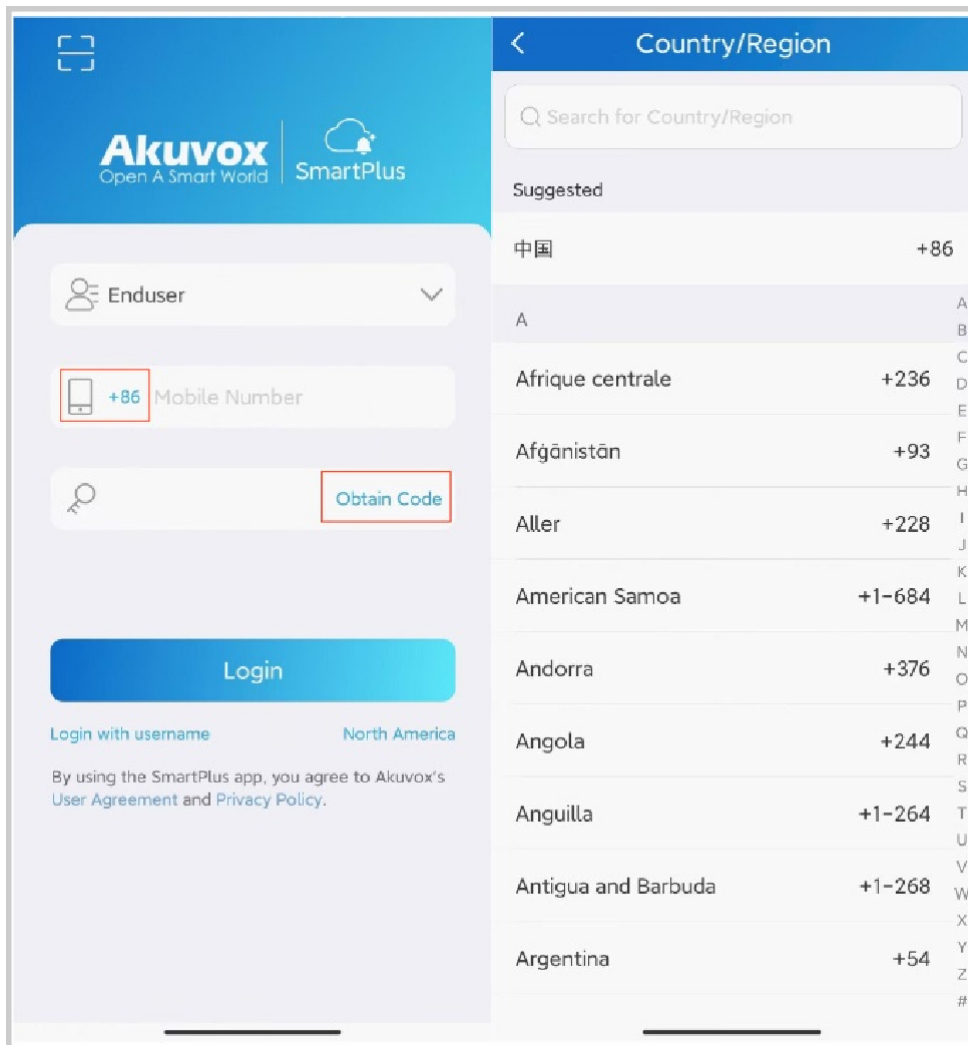 Akuvox
Open A Smart World
SmartPlus
Enduser
+86 Mobile Number
Obtain Code
Login
Login with username
North America
By using the SmartPlus app, you agree to Akuvox's
User Agreement and Privacy Policy.
Country/Region
Search for Country/Region
Suggested
中国 +86
A
Afrique centrale +236
Afġānistān +93
Aller +228
American Samoa +1-684
Andorra +376
Angola +244
Anguilla +1-264
Antigua and Barbuda +1-268
Argentina +54
A
B
C
D
E
F
G
H
I
J
K
L
M
N
O
P
Q
R
S
T
U
V
W
X
Y
Z
#